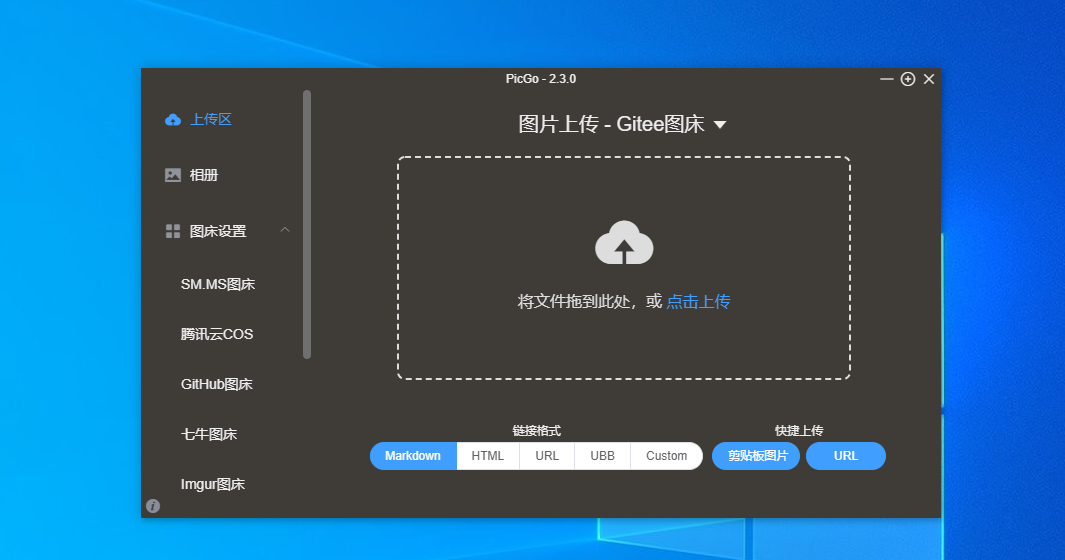 PicGo - 2.3.0
上传区
相册
图床设置
SM.MS图床
腾讯云COS
GitHub图床
七牛图床
Imgur图床
图片上传 - Gitee图床
将文件拖到此处，或 点击上传
链接格式
Markdown HTML URL UBB Custom
快捷上传
剪贴板图片 URL